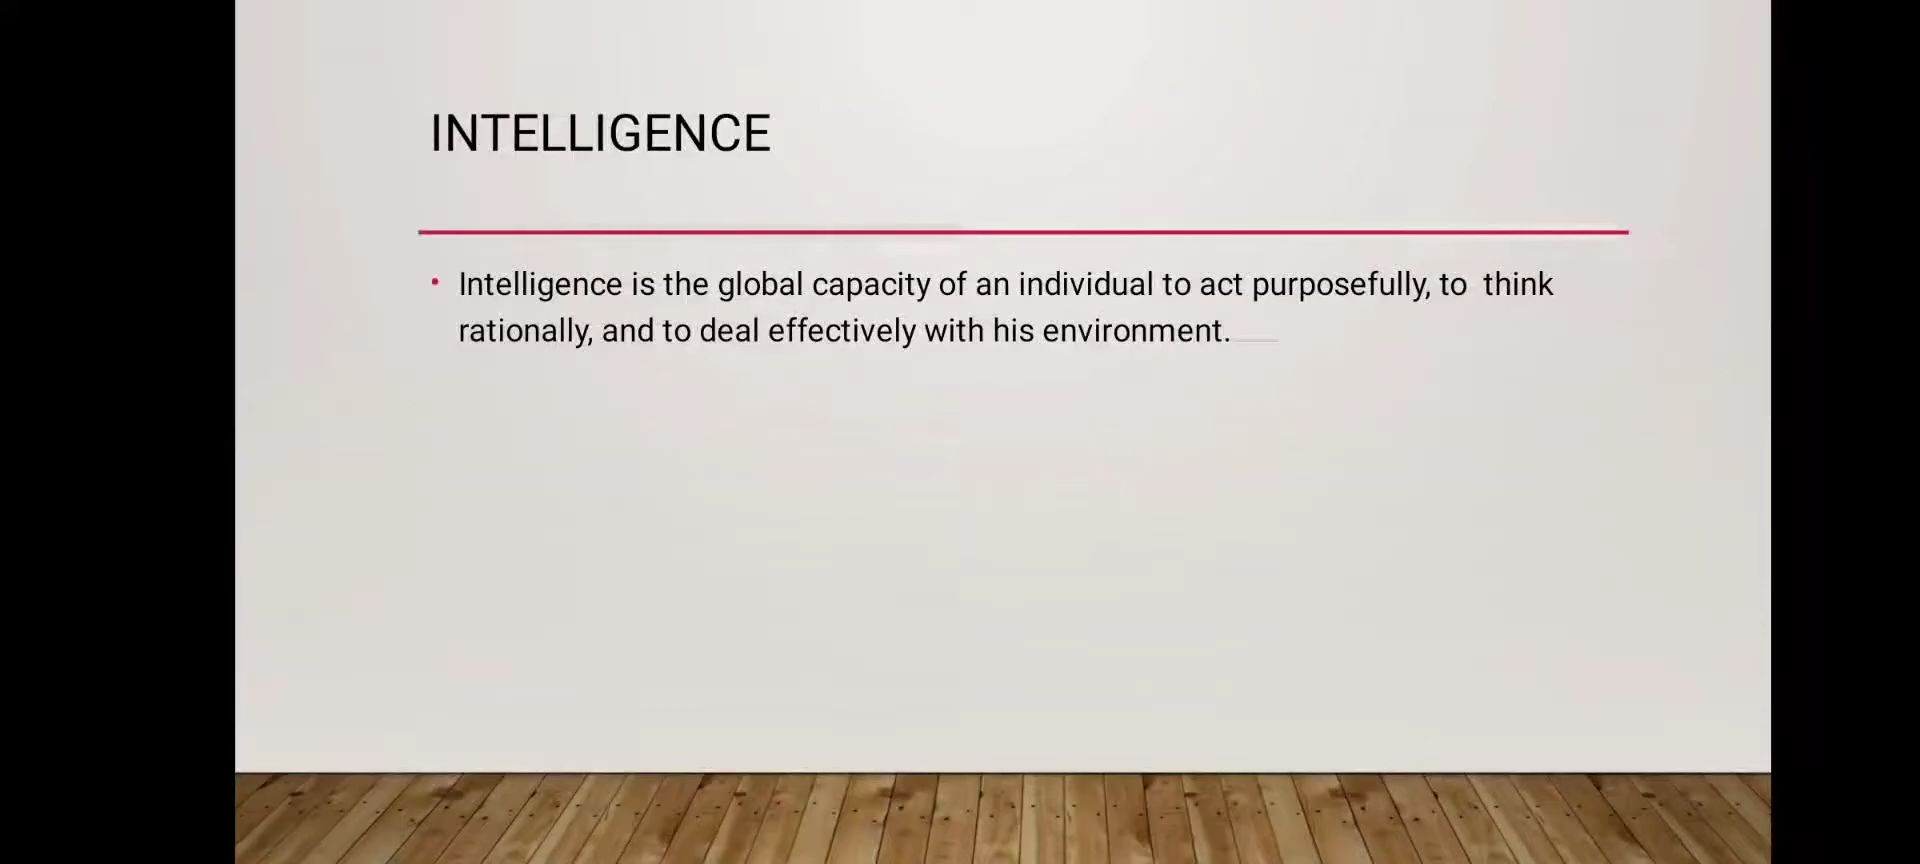 INTELLIGENCE
• Intelligence is the global capacity of an individual to act purposefully, to  think
rationally, and to deal effectively with his environment.